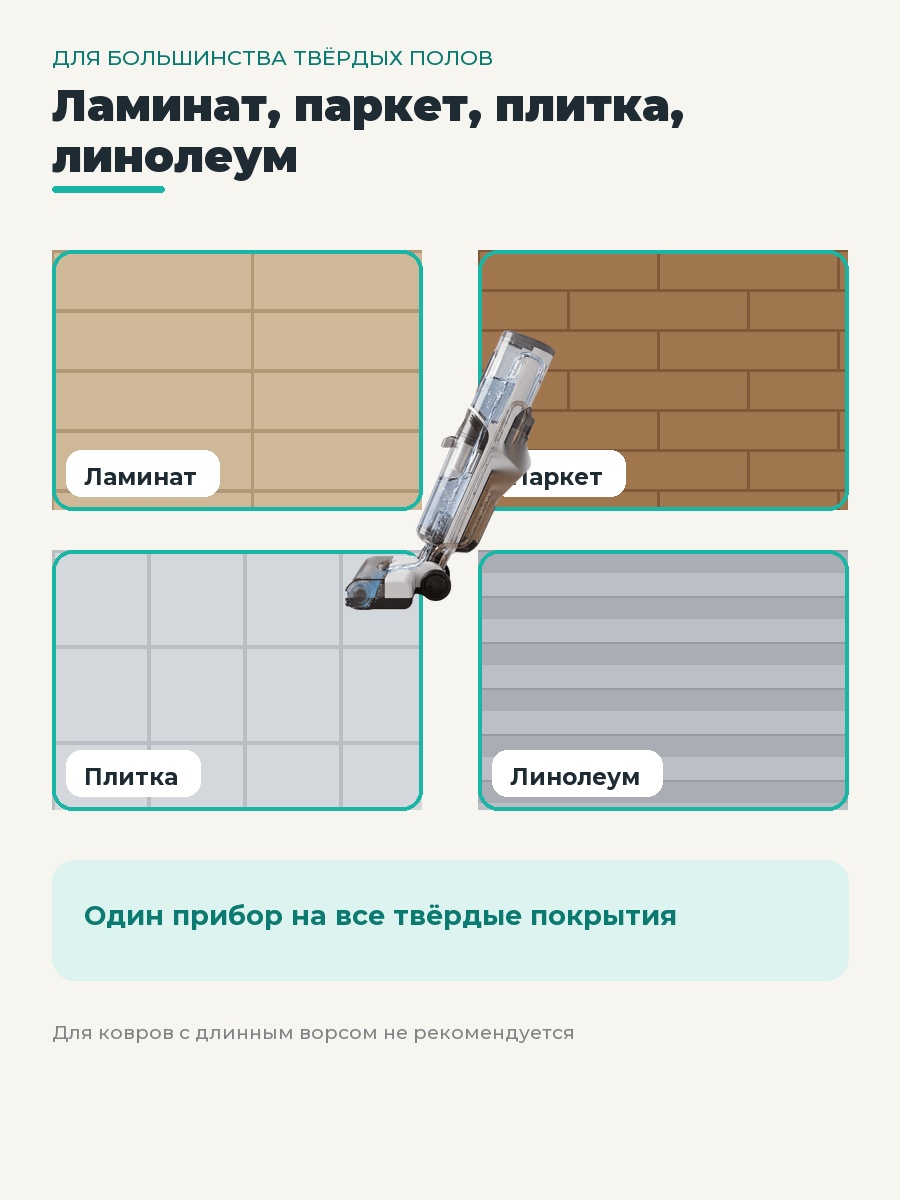 ДЛЯ БОЛЬШИНСТВА ТВЁРДЫХ ПОЛОВ
Ламинат, паркет, плитка,
линолеум
Ламинат
Паркет
Плитка
Линолеум
Один прибор на все твёрдые покрытия
Для ковров с длинным ворсом не рекомендуется